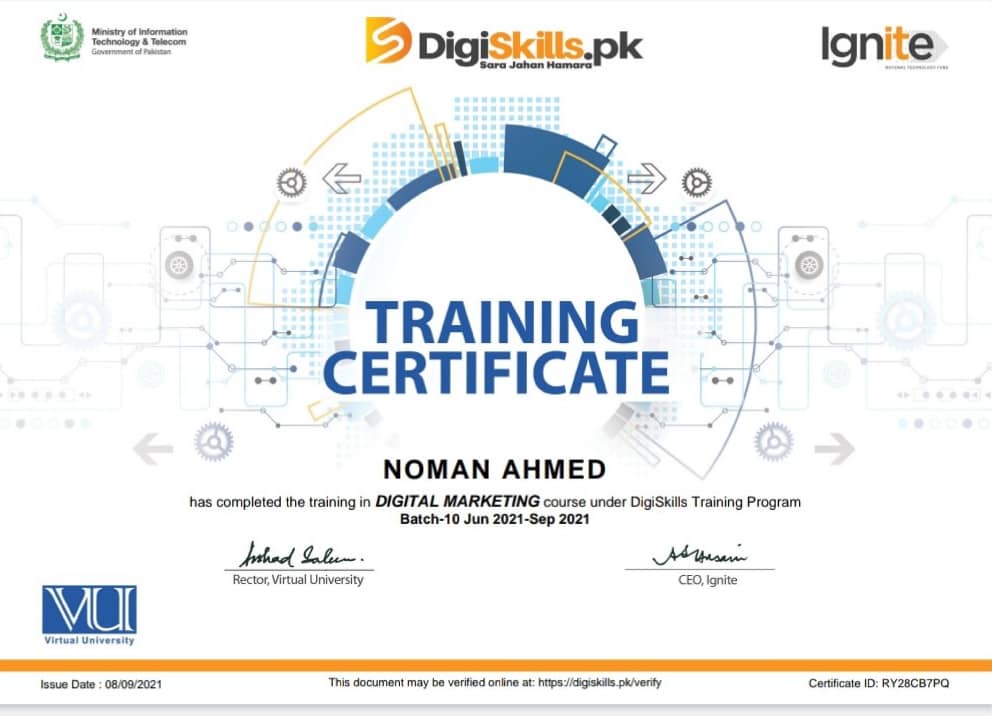 Ministry of Information
Technology & Telecom
Government of Pakistan
DigiSkills.pk
Sara Jahan Hamara
Ignite
NATIONAL TECHNOLOGY FUND
TRAINING
CERTIFICATE
NOMAN AHMED
has completed the training in DIGITAL MARKETING course under DigiSkills Training Program
Batch-10 Jun 2021-Sep 2021
Arshad Saleem.
Rector, Virtual University
CEO, Ignite
VU
Virtual University
Issue Date : 08/09/2021
This document may be verified online at: https://digiskills.pk/verify
Certificate ID: RY28CB7PQ